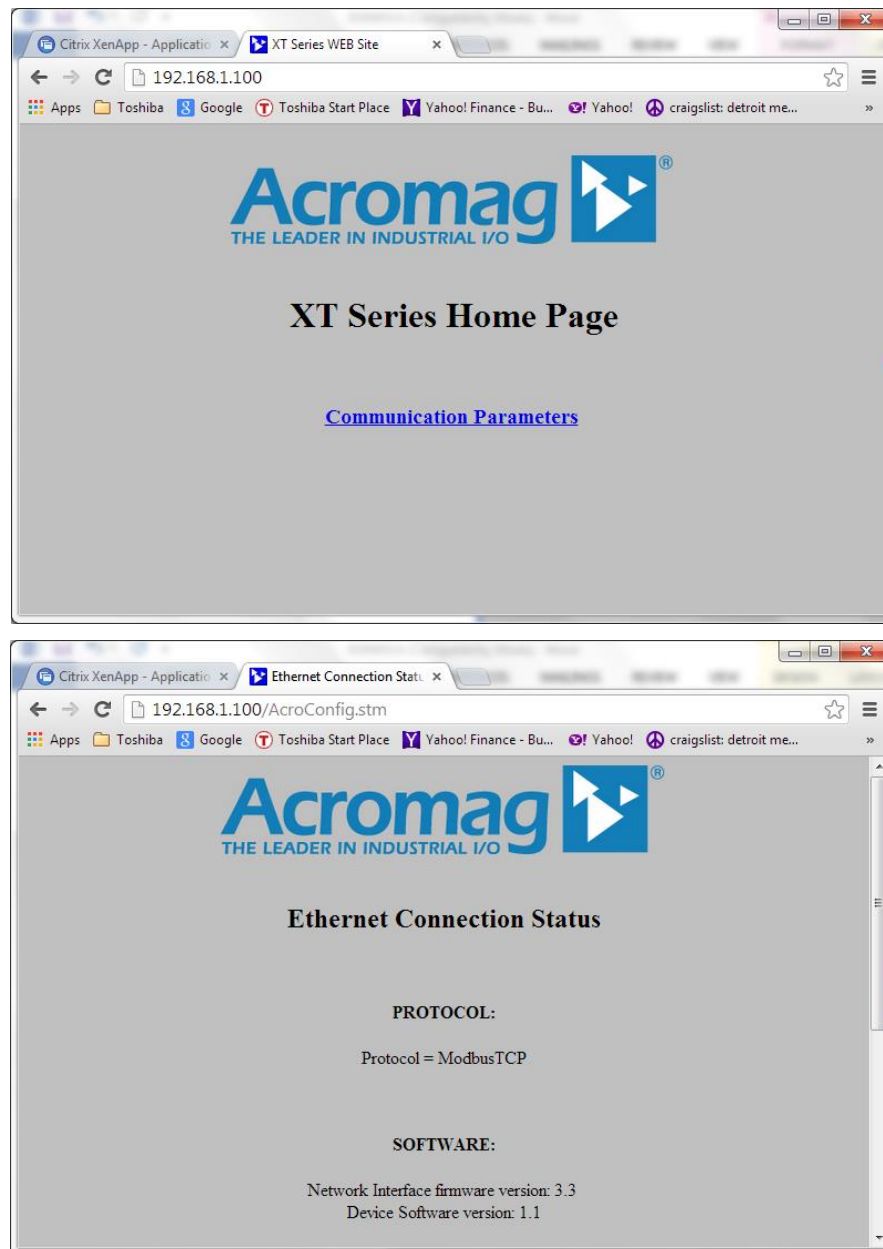 Citrix XenApp - Applicatio
XT Series WEB Site
192.168.1.100
Apps Toshiba Google Toshiba Start Place Yahoo! Finance - Bu... Yahoo! craigslist: detroit me... »
Acromag®
THE LEADER IN INDUSTRIAL I/O
XT Series Home Page
Communication Parameters
Citrix XenApp - Applicatio
Ethernet Connection Statu
192.168.1.100/AcroConfig.stm
Apps Toshiba Google Toshiba Start Place Yahoo! Finance - Bu... Yahoo! craigslist: detroit me... »
Acromag®
THE LEADER IN INDUSTRIAL I/O
Ethernet Connection Status
PROTOCOL:
Protocol = ModbusTCP
SOFTWARE:
Network Interface firmware version: 3.3
Device Software version: 1.1